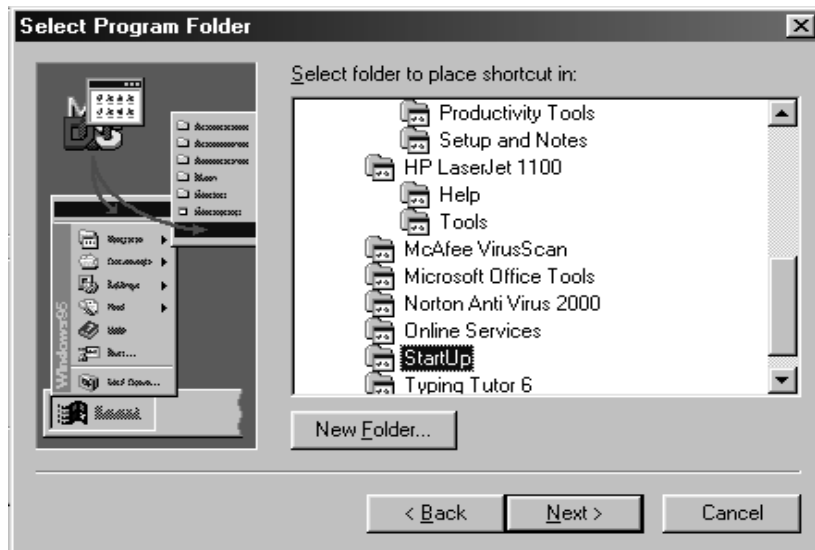 Select Program Folder
Select folder to place shortcut in:
Productivity Tools
Setup and Notes
HP LaserJet 1100
Help
Tools
McAfee VirusScan
Microsoft Office Tools
Norton Anti Virus 2000
Online Services
StartUp
Typing Tutor 6
New Folder...
Windows95
< Back
Next >
Cancel